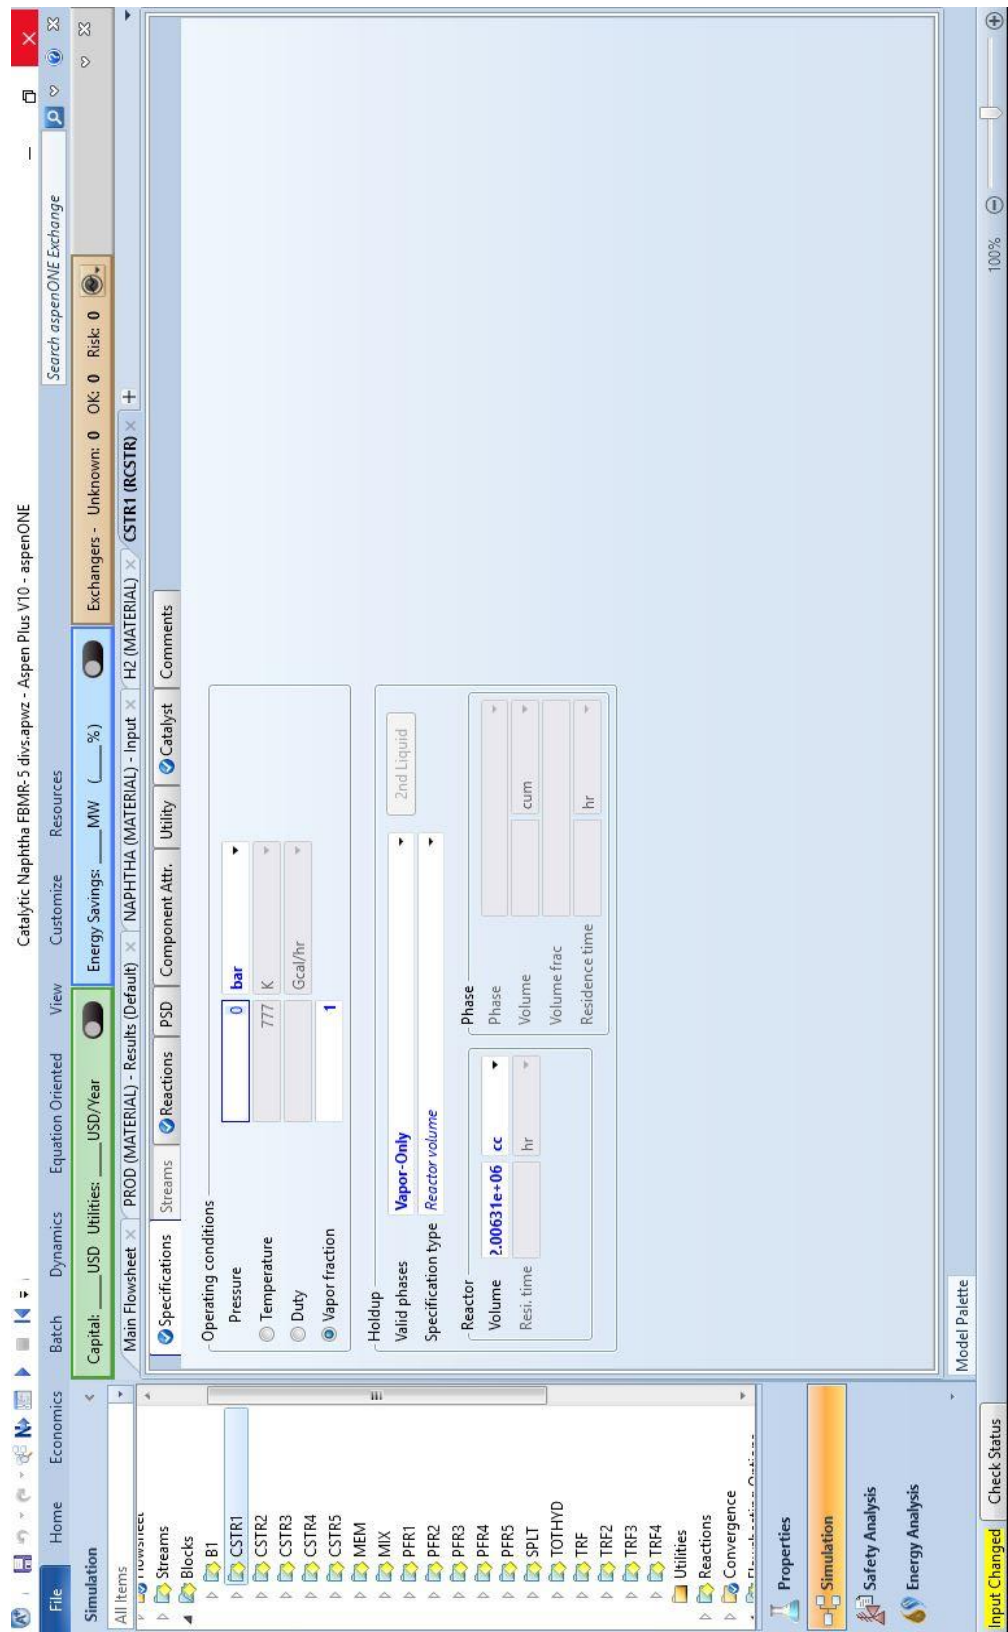 Catalytic Naphtha FBMR- 5 divs.apwz - Aspen Plus V10 - aspenONE
File Home Economics Batch Dynamics Equation Oriented View Customize Resources Search aspenONE Exchange
Simulation
Capital: ____USD Utilities: ____USD/Year
Energy Savings: ____MW (____%)
Exchangers - Unknown: 0 OK: 0 Risk: 0
All Items
Main Flowsheet PROD (MATERIAL) - Results (Default) NAPHTHA (MATERIAL) - Input H2 (MATERIAL) CSTR1 (RCSTR) +
Streams
Blocks
B1
CSTR1
CSTR2
CSTR3
CSTR4
CSTR5
MEM
MIX
PFR1
PFR2
PFR3
PFR4
PFR5
SPLT
TOTHYD
TRF
TRF2
TRF3
TRF4
Utilities
Reactions
Convergence
Properties
Simulation
Safety Analysis
Energy Analysis
Specifications Streams Reactions PSD Component Attr. Utility Catalyst Comments
Operating conditions
Pressure 0 bar
Temperature 777 K
Duty Gcal/hr
Vapor fraction 1
Holdup
Valid phases Vapor-Only 2nd Liquid
Specification type Reactor volume
Reactor
Volume 2.00631e+06 cc
Resi. time hr
Phase
Phase
Volume cum
Volume frac
Residence time hr
Model Palette
Input Changed Check Status 100%